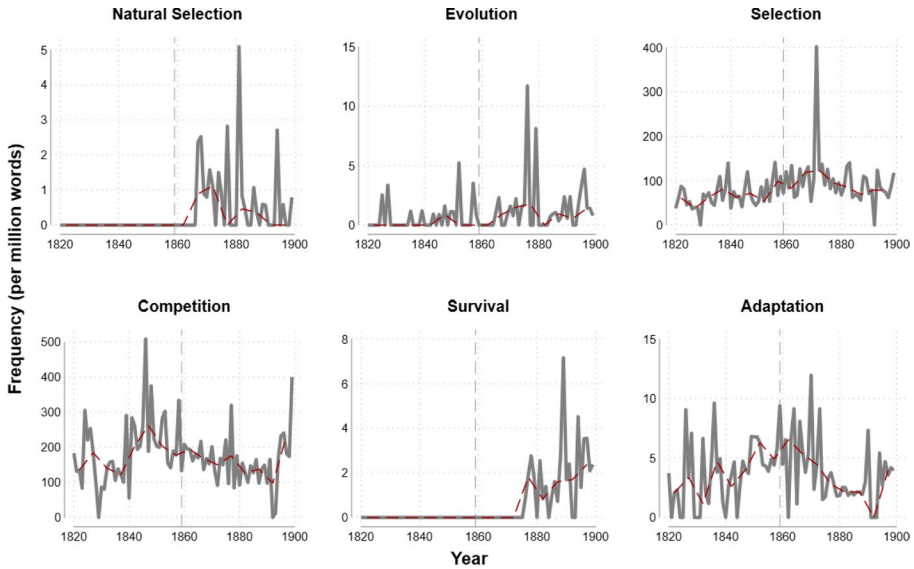 Natural Selection Evolution Selection
5 15 400
4
3 10 300
2 5 200
1 100
0 0 0
1820 1840 1860 1880 1900 1820 1840 1860 1880 1900 1820 1840 1860 1880 1900
Frequency (per million words)
Competition Survival Adaptation
500 8 15
400 6
300 10
200 4
100 2 5
0 0 0
1820 1840 1860 1880 1900 1820 1840 1860 1880 1900 1820 1840 1860 1880 1900
Year